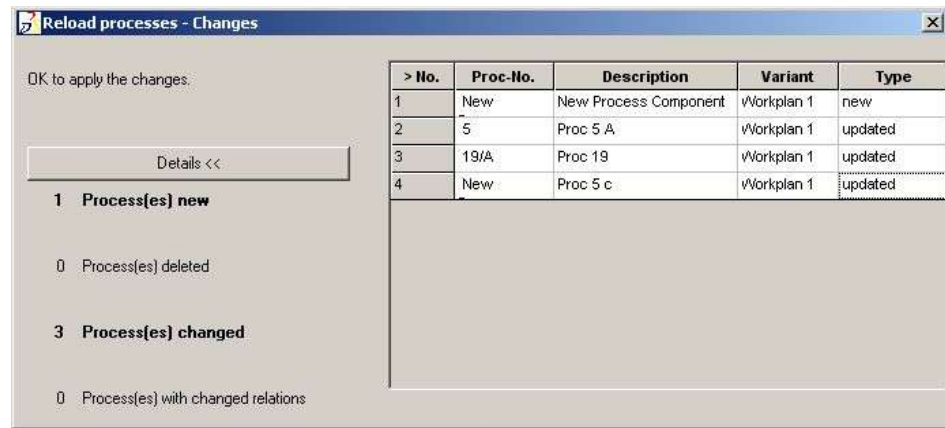 Reload processes - Changes
OK to apply the changes.
Details <<
1 Process(es) new
0 Process(es) deleted
3 Process(es) changed
0 Process(es) with changed relations
> No. Proc-No. Description Variant Type
1 New New Process Component Workplan 1 new
2 5 Proc 5 A Workplan 1 updated
3 19/A Proc 19 Workplan 1 updated
4 New Proc 5 c Workplan 1 updated